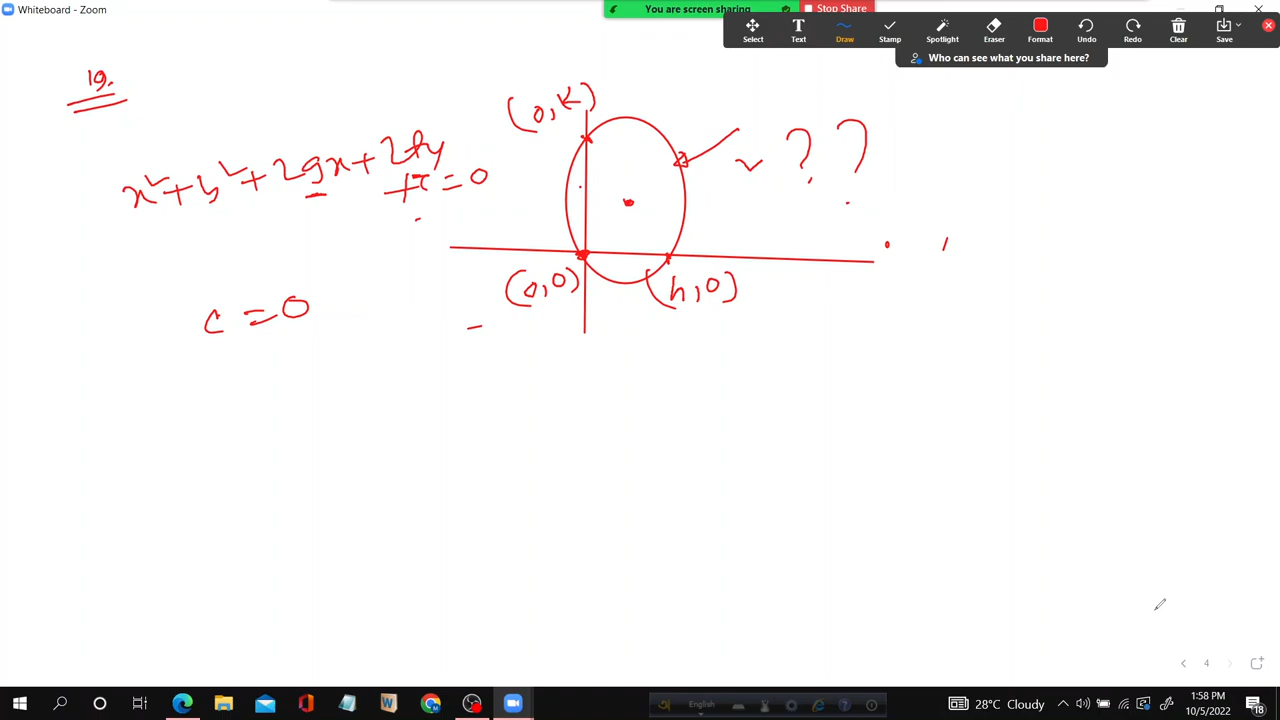 Whiteboard - Zoom
You are screen sharing
Stop Share
Select
Text
Draw
Stamp
Spotlight
Eraser
Format
Undo
Redo
Clear
Save
Who can see what you share here?
19.
(0,K)
x²+y²+2gx+2fy
+c=0
? ?
(0,0)
(h,0)
c=0
4
English
28°C Cloudy
1:58 PM
10/5/2022
18